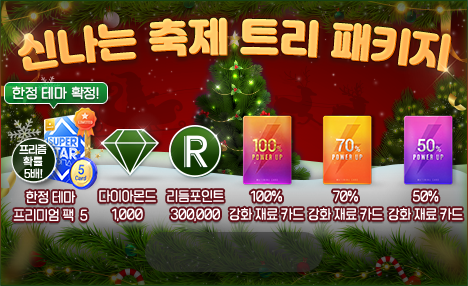 신나는 축제 트리 패키지
한정 테마 확정!
프리즘
확률
5배!
SUPER
STAR
5
Card
한정 테마
프리미엄 팩 5
다이아몬드
1,000
R
리듬포인트
300,000
100%
POWER UP
100%
강화 재료 카드
70%
POWER UP
70%
강화 재료 카드
50%
POWER UP
50%
강화 재료 카드